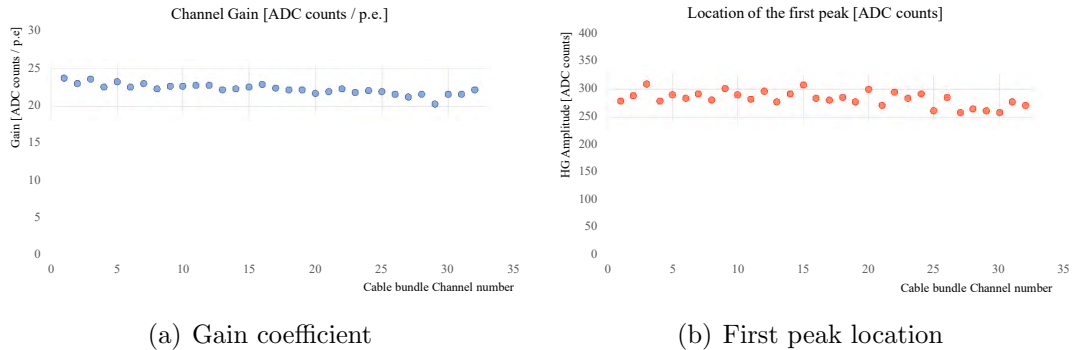 Channel Gain [ADC counts / p.e.]
Gain [ADC counts / p.e]
30
25
20
15
10
5
0
0 5 10 15 20 25 30 35
Cable bundle Channel number
(a) Gain coefficient
Location of the first peak [ADC counts]
HG Amplitude [ADC counts]
400
350
300
250
200
150
100
50
0
0 5 10 15 20 25 30 35
Cable bundle Channel number
(b) First peak location